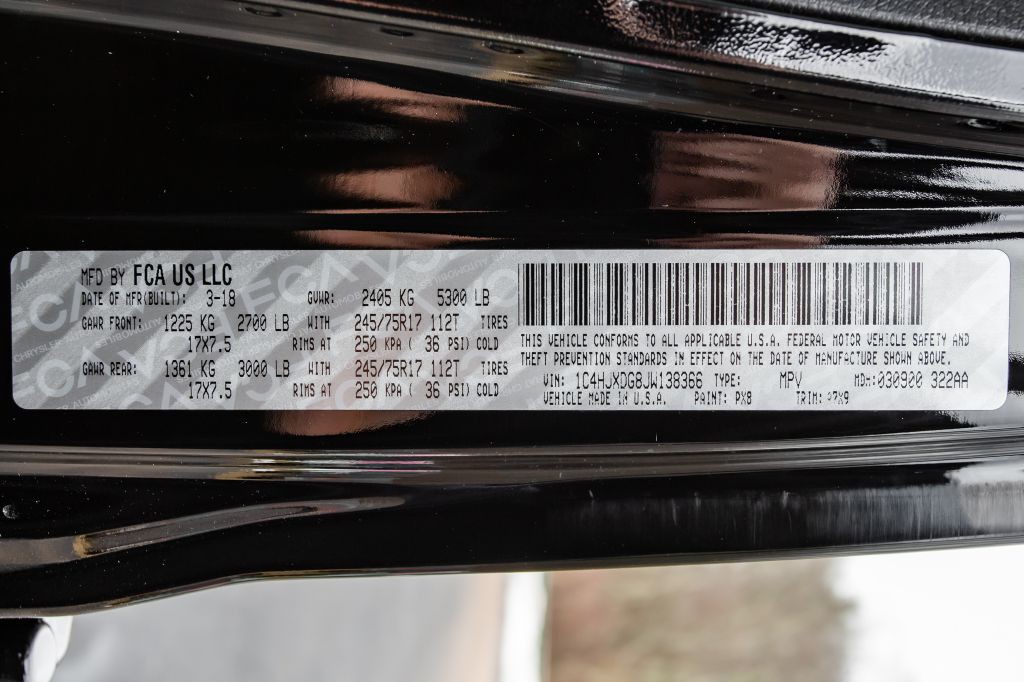 MFD BY FCA US LLC
DATE OF MFR(BUILT): 3-18 GVWR: 2405 KG 5300 LB
GAWR FRONT: 1225 KG 2700 LB WITH 245/75R17 112T TIRES
17X7.5 RIMS AT 250 KPA ( 36 PSI) COLD
GAWR REAR: 1361 KG 3000 LB WITH 245/75R17 112T TIRES
17X7.5 RIMS AT 250 KPA ( 36 PSI) COLD
THIS VEHICLE CONFORMS TO ALL APPLICABLE U.S.A. FEDERAL MOTOR VEHICLE SAFETY AND
THEFT PREVENTION STANDARDS IN EFFECT ON THE DATE OF MANUFACTURE SHOWN ABOVE.
VIN: 1C4HJXDG8JW138366 TYPE: MPV MDH: 030900 322AA
VEHICLE MADE IN U.S.A. PAINT: PX8 TRIM: